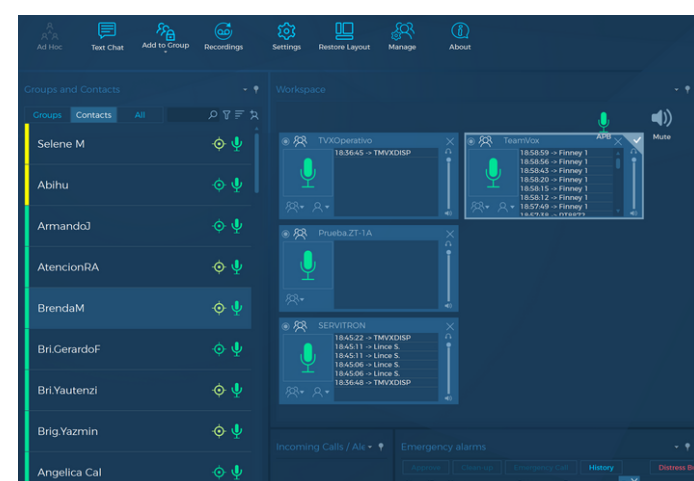 Ad Hoc
Text Chat
Add to Group
Recordings
Settings
Restore Layout
Manage
About
Groups and Contacts
Workspace
Groups
Contacts
All
APB
Mute
Selene M
Abihu
ArmandoJ
AtencionRA
BrendaM
Bri.GerardoF
Bri.Yautenzi
Brig.Yazmin
Angelica Cal
TVXOperativo
18:36:45 -> TMVXDISP
TeamVox
18:58:59 -> Finney 1
18:58:56 -> Finney 1
18:58:43 -> Finney 1
18:58:20 -> Finney 1
18:58:15 -> Finney 1
18:58:12 -> Finney 1
18:57:49 -> Finney 1
Prueba.ZT-1A
SERVITRON
18:45:22 -> TMVXDISP
18:45:11 -> Lince S.
18:45:11 -> Lince S.
18:45:06 -> Lince S.
18:45:06 -> Lince S.
18:36:48 -> TMVXDISP
Incoming Calls / Ale
Emergency alarms
Emergency Call
History
Distress